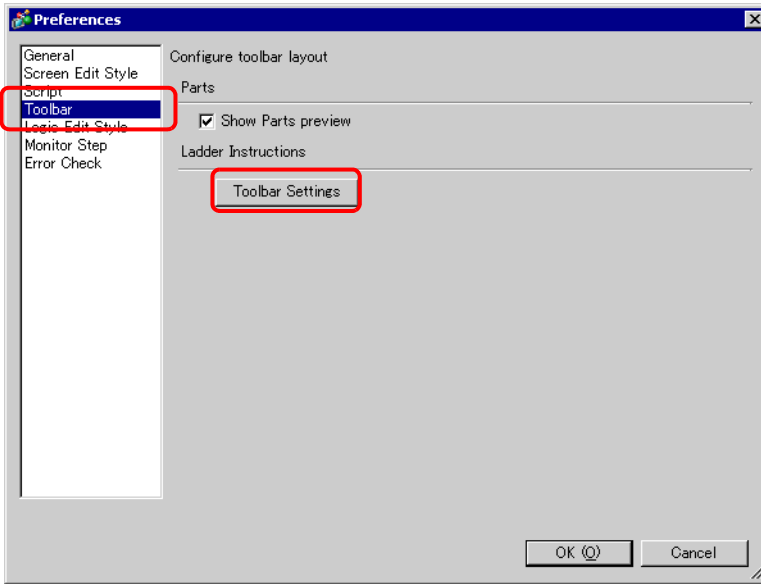 Preferences
General
Screen Edit Style
Script
Toolbar
Logic Edit Style
Monitor Step
Error Check
Configure toolbar layout
Parts
Show Parts preview
Ladder Instructions
Toolbar Settings
OK (O)
Cancel